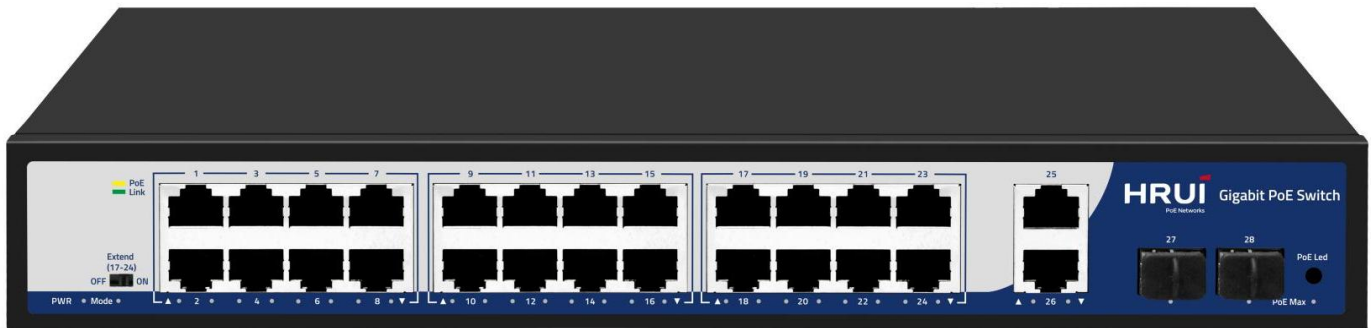 PoE
Link
1 3 5 7 9 11 13 15 17 19 21 23 25
HRUI Gigabit PoE Switch
PoE Networks
27 28
Extend
(17-24)
OFF ON
PoE Led
PWR Mode ▲ 2 4 6 8 ▼ ▲ 10 12 14 16 ▼ ▲ 18 20 22 24 ▼ ▲ 26 ▼ PoE Max